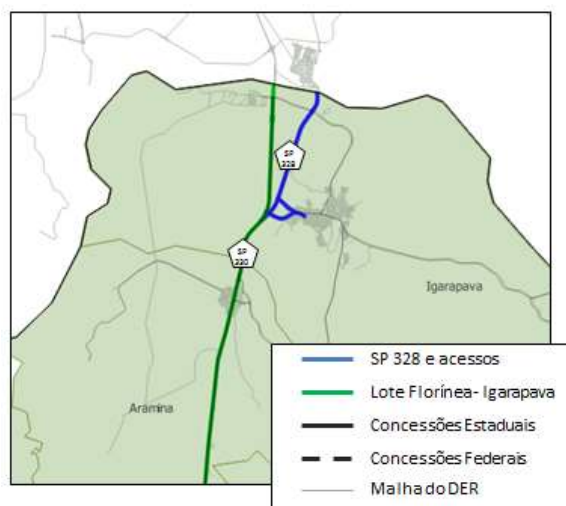 SP
328
SP
330
Igarapava
Aramina
SP 328 e acessos
Lote Florínea- Igarapava
Concessões Estaduais
Concessões Federais
Malha do DER